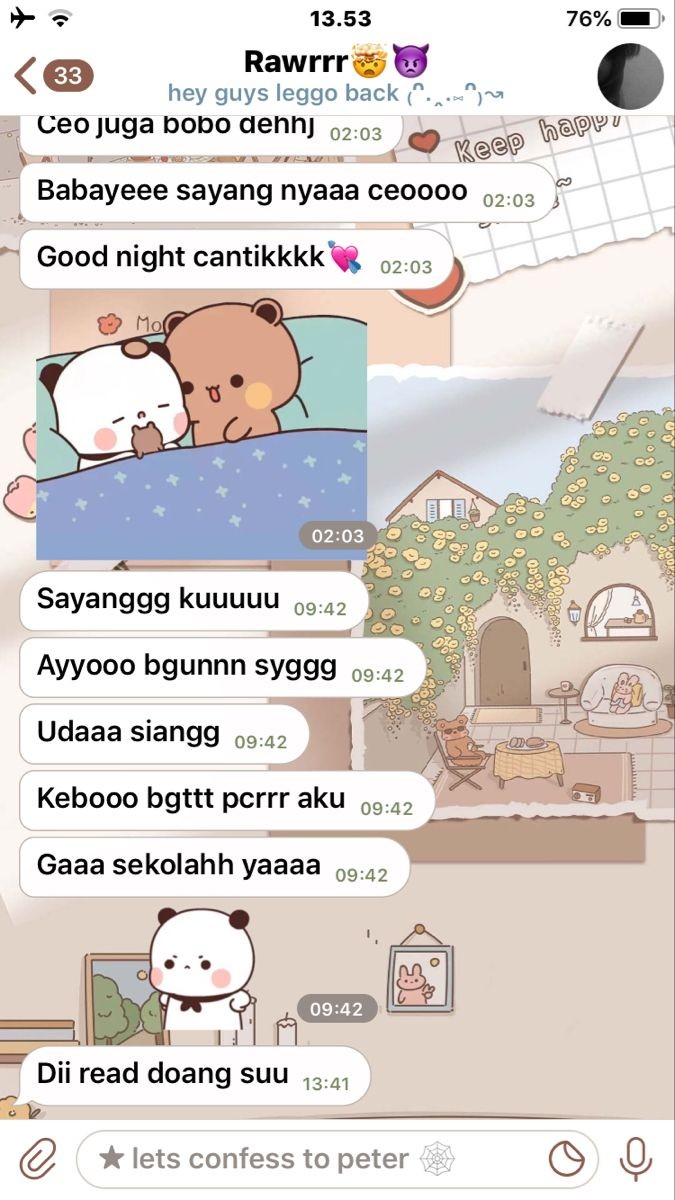 13.53
76%
33
Rawrrr🤯👿
hey guys leggo back
Ceo juga bobo dehhj 02:03
Keep happy
Babayeee sayang nyaaa ceoooo 02:03
Good night cantikkkk💘 02:03
Mo
02:03
Sayanggg kuuuuu 09:42
Ayyooo bgunnn syggg 09:42
Udaaa siangg 09:42
Kebooo bgttt pcrrr aku 09:42
Gaaa sekolahh yaaaa 09:42
09:42
Dii read doang suu 13:41
★ lets confess to peter 🕸️